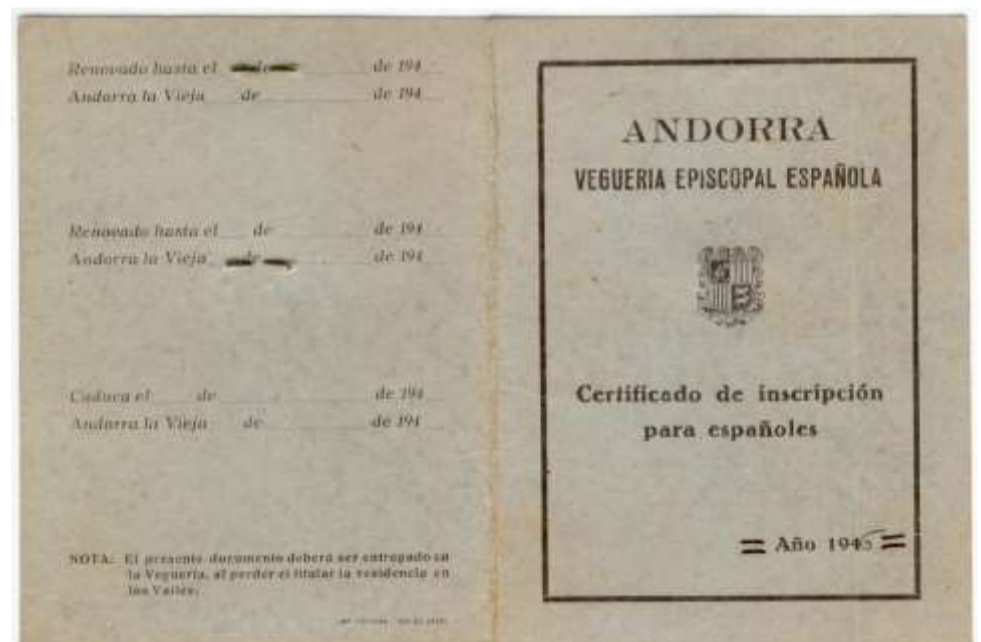 Renovado hasta el de de 194
Andorra la Vieja de de 194
Renovado hasta el de de 194
Andorra la Vieja de de 194
Caduca el de de 194
Andorra la Vieja de de 194
NOTA: El presente documento deberá ser entregado en
la Veguería, al perder el titular la residencia en
los Valles.
ANDORRA
VEGUERIA EPISCOPAL ESPAÑOLA
Certificado de inscripción
para españoles
= Año 1945 =